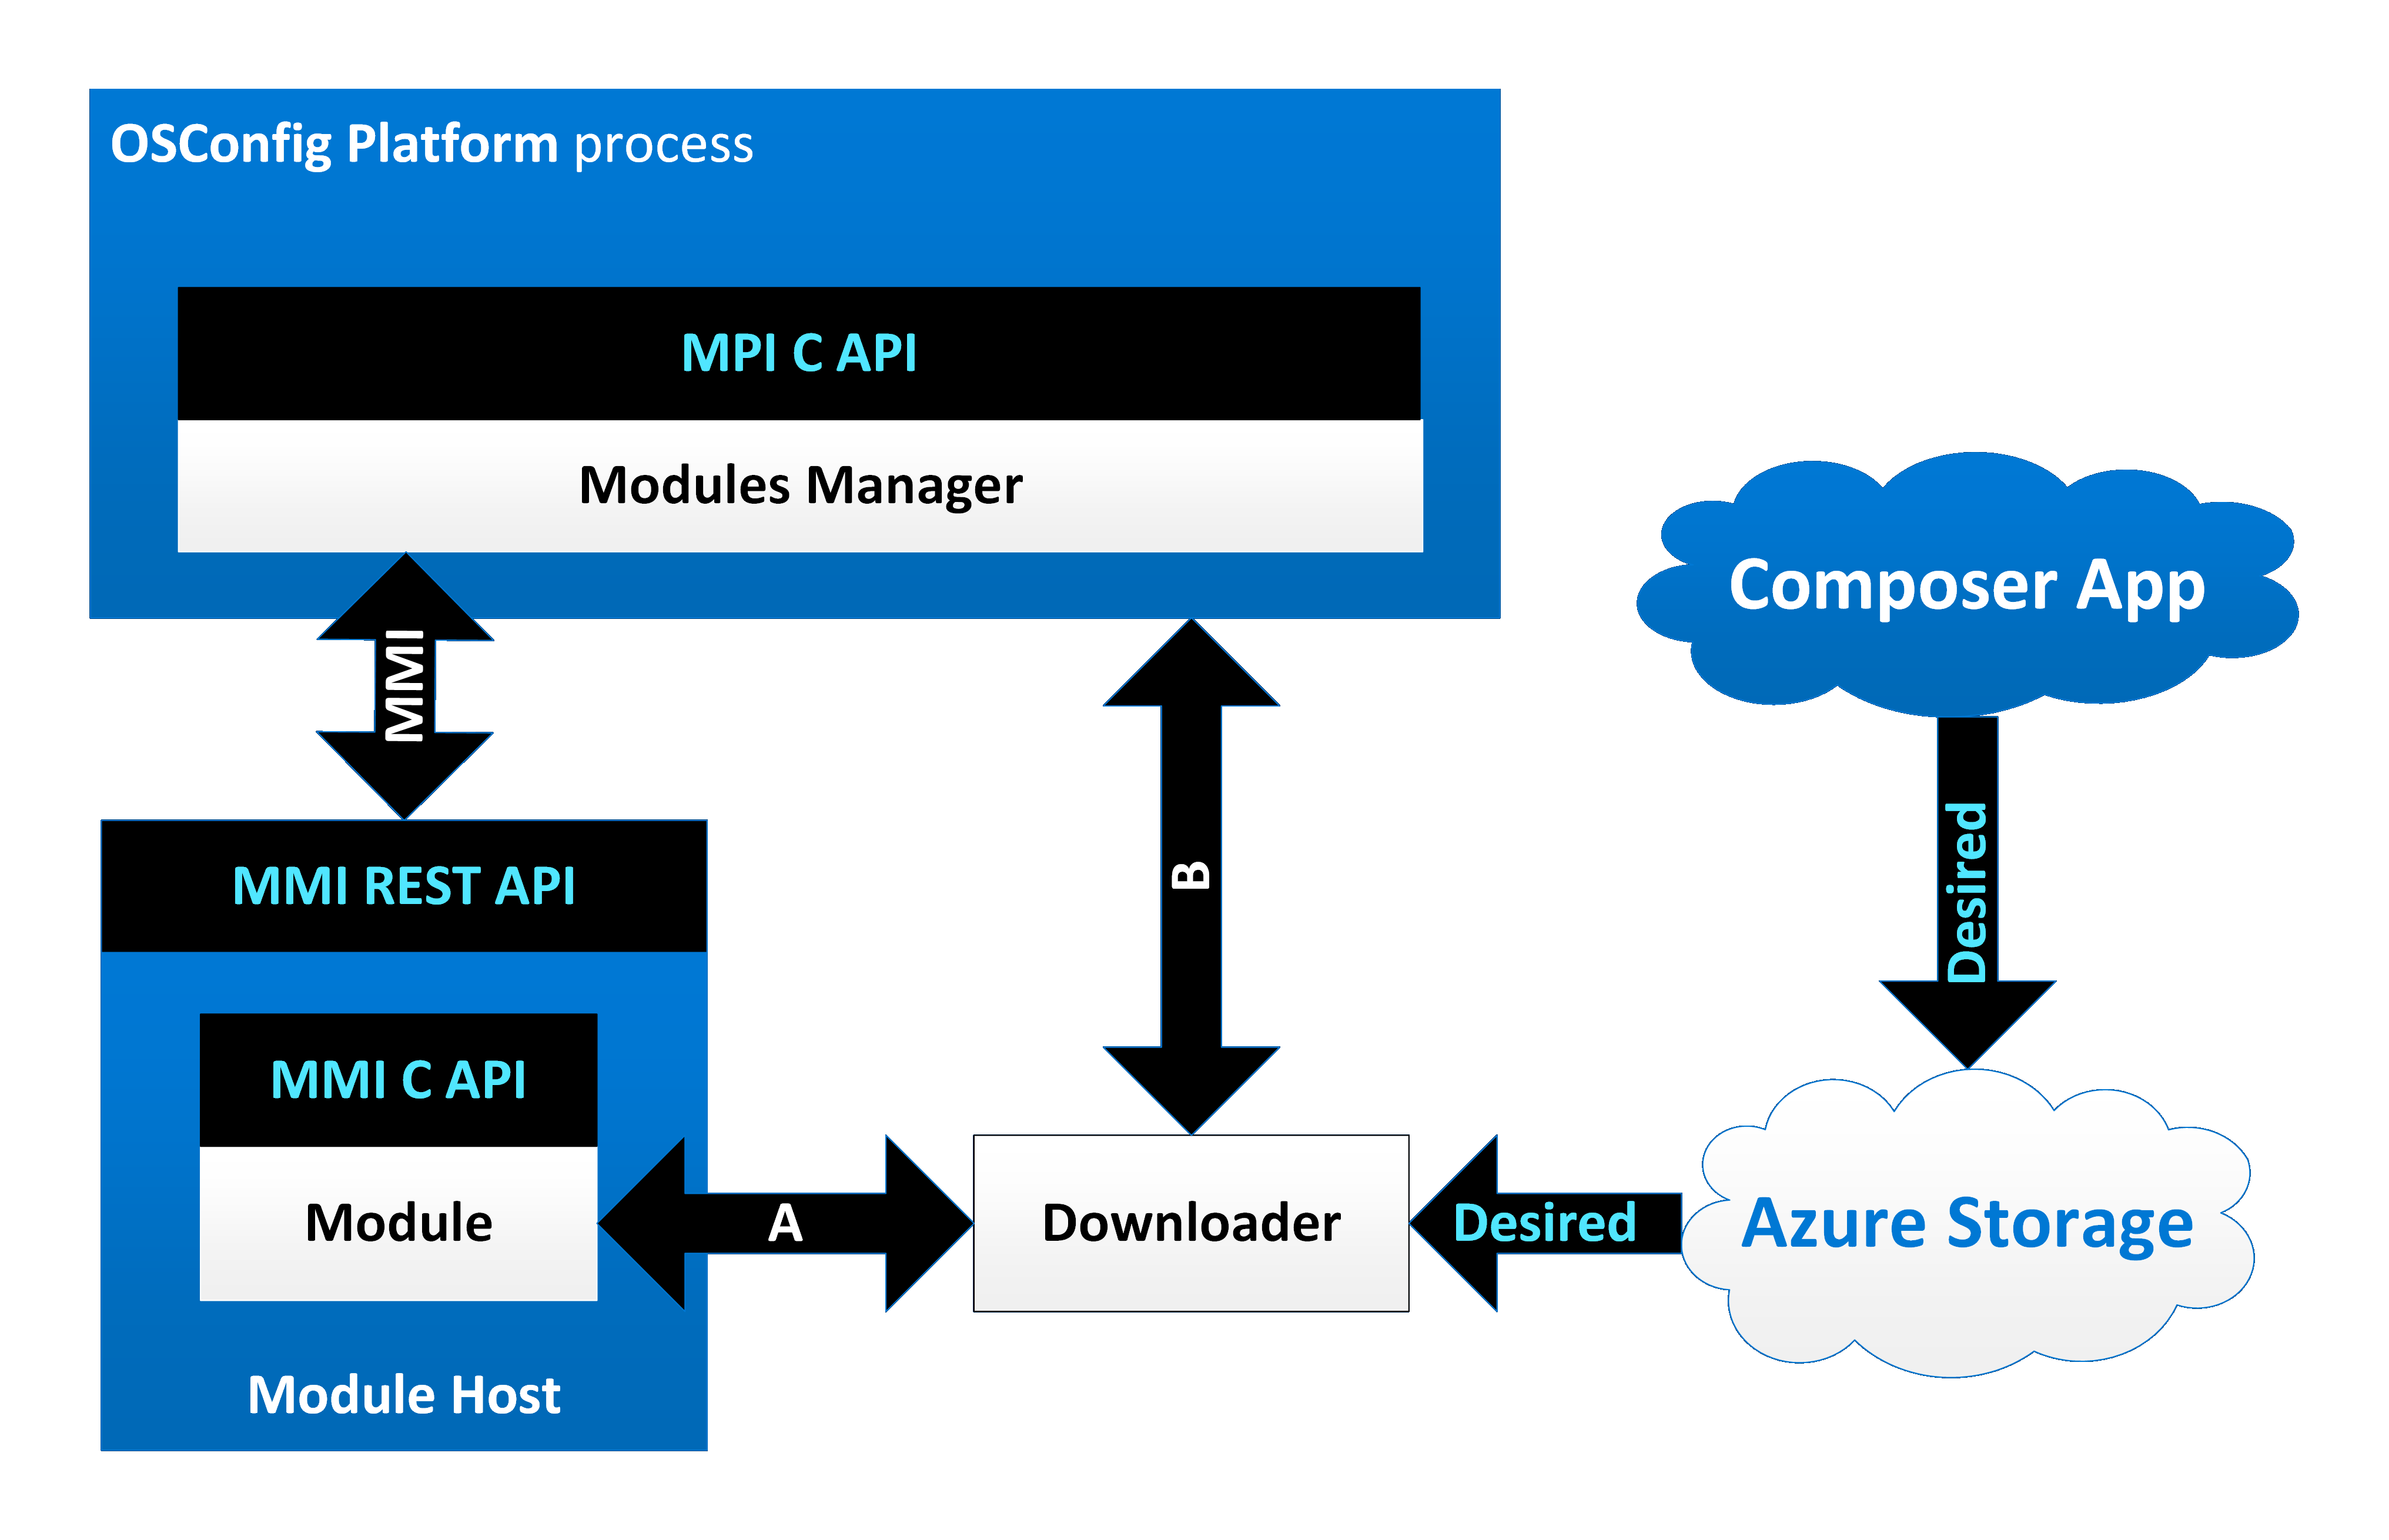 OSConfig Platform process
MPI C API
Modules Manager
Composer App
MMI
MMI REST API
B
Desired
MMI C API
Module
A
Downloader
Desired
Azure Storage
Module Host